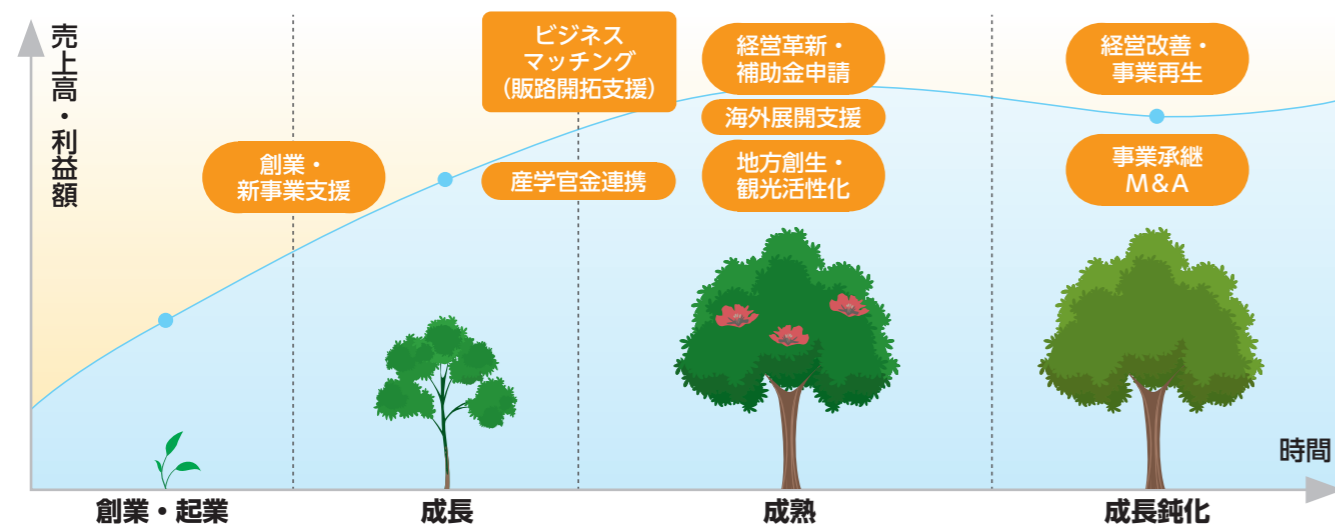 売上高・利益額
ビジネス
マッチング
(販路開拓支援)
経営革新・
補助金申請
経営改善・
事業再生
海外展開支援
創業・
新事業支援
産学官金連携
地方創生・
観光活性化
事業承継
M&A
時間
創業・起業
成長
成熟
成長鈍化